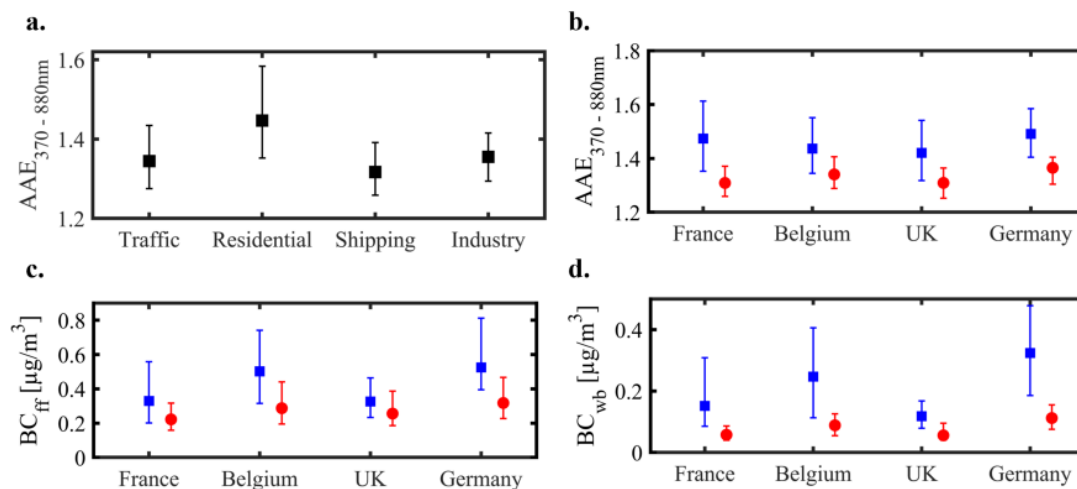 a.
AAE370 - 880nm
1.6
1.4
1.2
Traffic Residential Shipping Industry
b.
AAE370 - 880nm
1.8
1.6
1.4
1.2
France Belgium UK Germany
c.
BCff [µg/m³]
0.8
0.6
0.4
0.2
0
France Belgium UK Germany
d.
BCwb [µg/m³]
0.4
0.2
0
France Belgium UK Germany